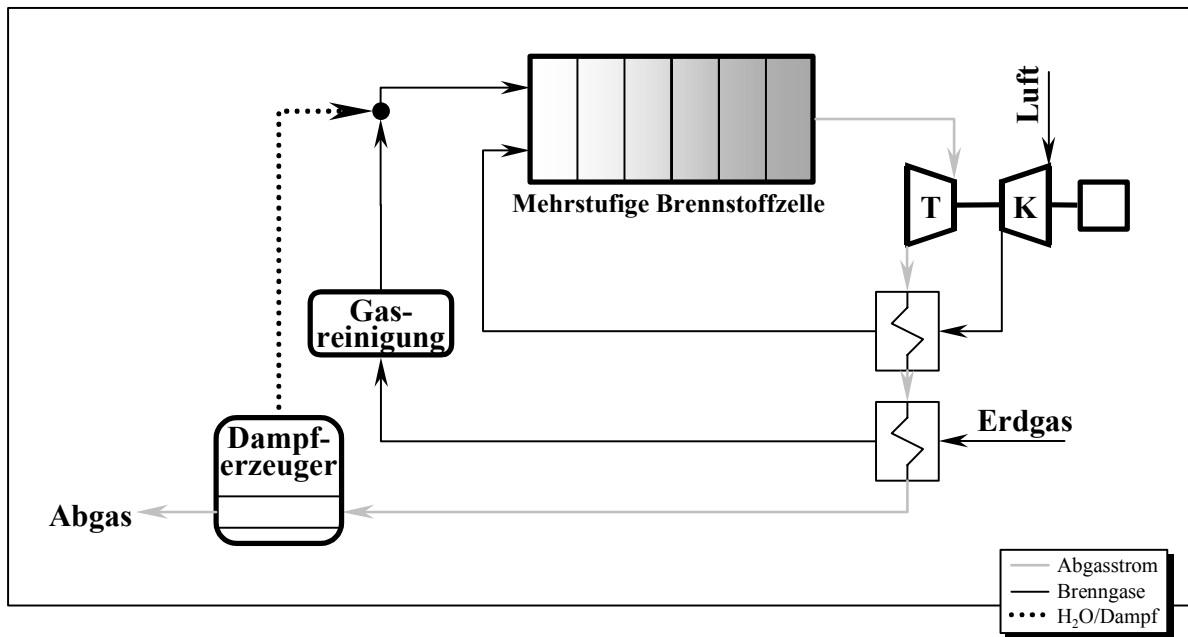 Luft
Mehrstufige Brennstoffzelle
T
K
Gas-
reinigung
Erdgas
Dampf-
erzeuger
Abgas
Abgasstrom
Brenngase
H₂O/Dampf